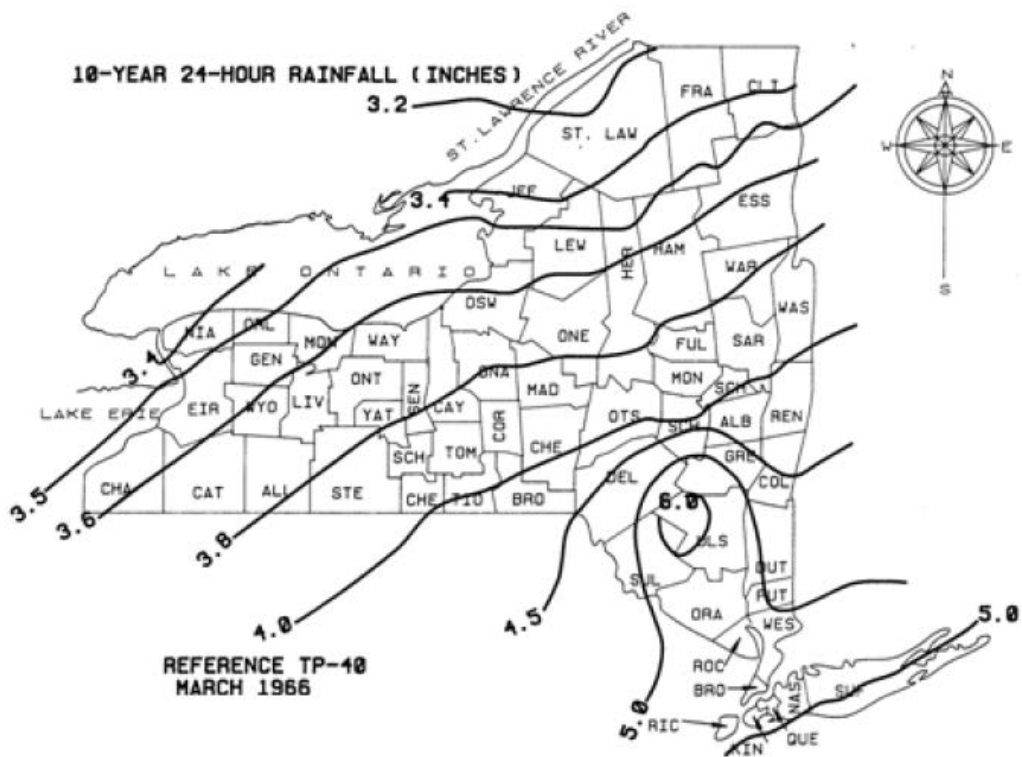 10-YEAR 24-HOUR RAINFALL (INCHES)
3.2
ST. LAWRENCE RIVER
FRA
CLI
ST. LAW
N
W
E
S
3.4
JEF
ESS
LEW
HER
HAM
LAKE ONTARIO
WAR
WAS
OSW
NIA
ORL
MON
WAY
ONE
FUL
SAR
3.4
GEN
ONT
SEN
ONA
MAD
MON
SCH
LAKE ERIE
EIR
WYO
LIV
YAT
CAY
COR
OTS
SCH
ALB
REN
SCH
TOM
CHE
GRE
CHA
CAT
ALL
STE
CHE
TIO
BRO
DEL
COL
3.5
3.6
3.8
6.0
ULS
SUL
DUT
PUT
4.0
4.5
ORA
WES
5.0
REFERENCE TP-40
MARCH 1966
ROC
BRO
NAS
SUF
5.0
RIC
KIN
QUE